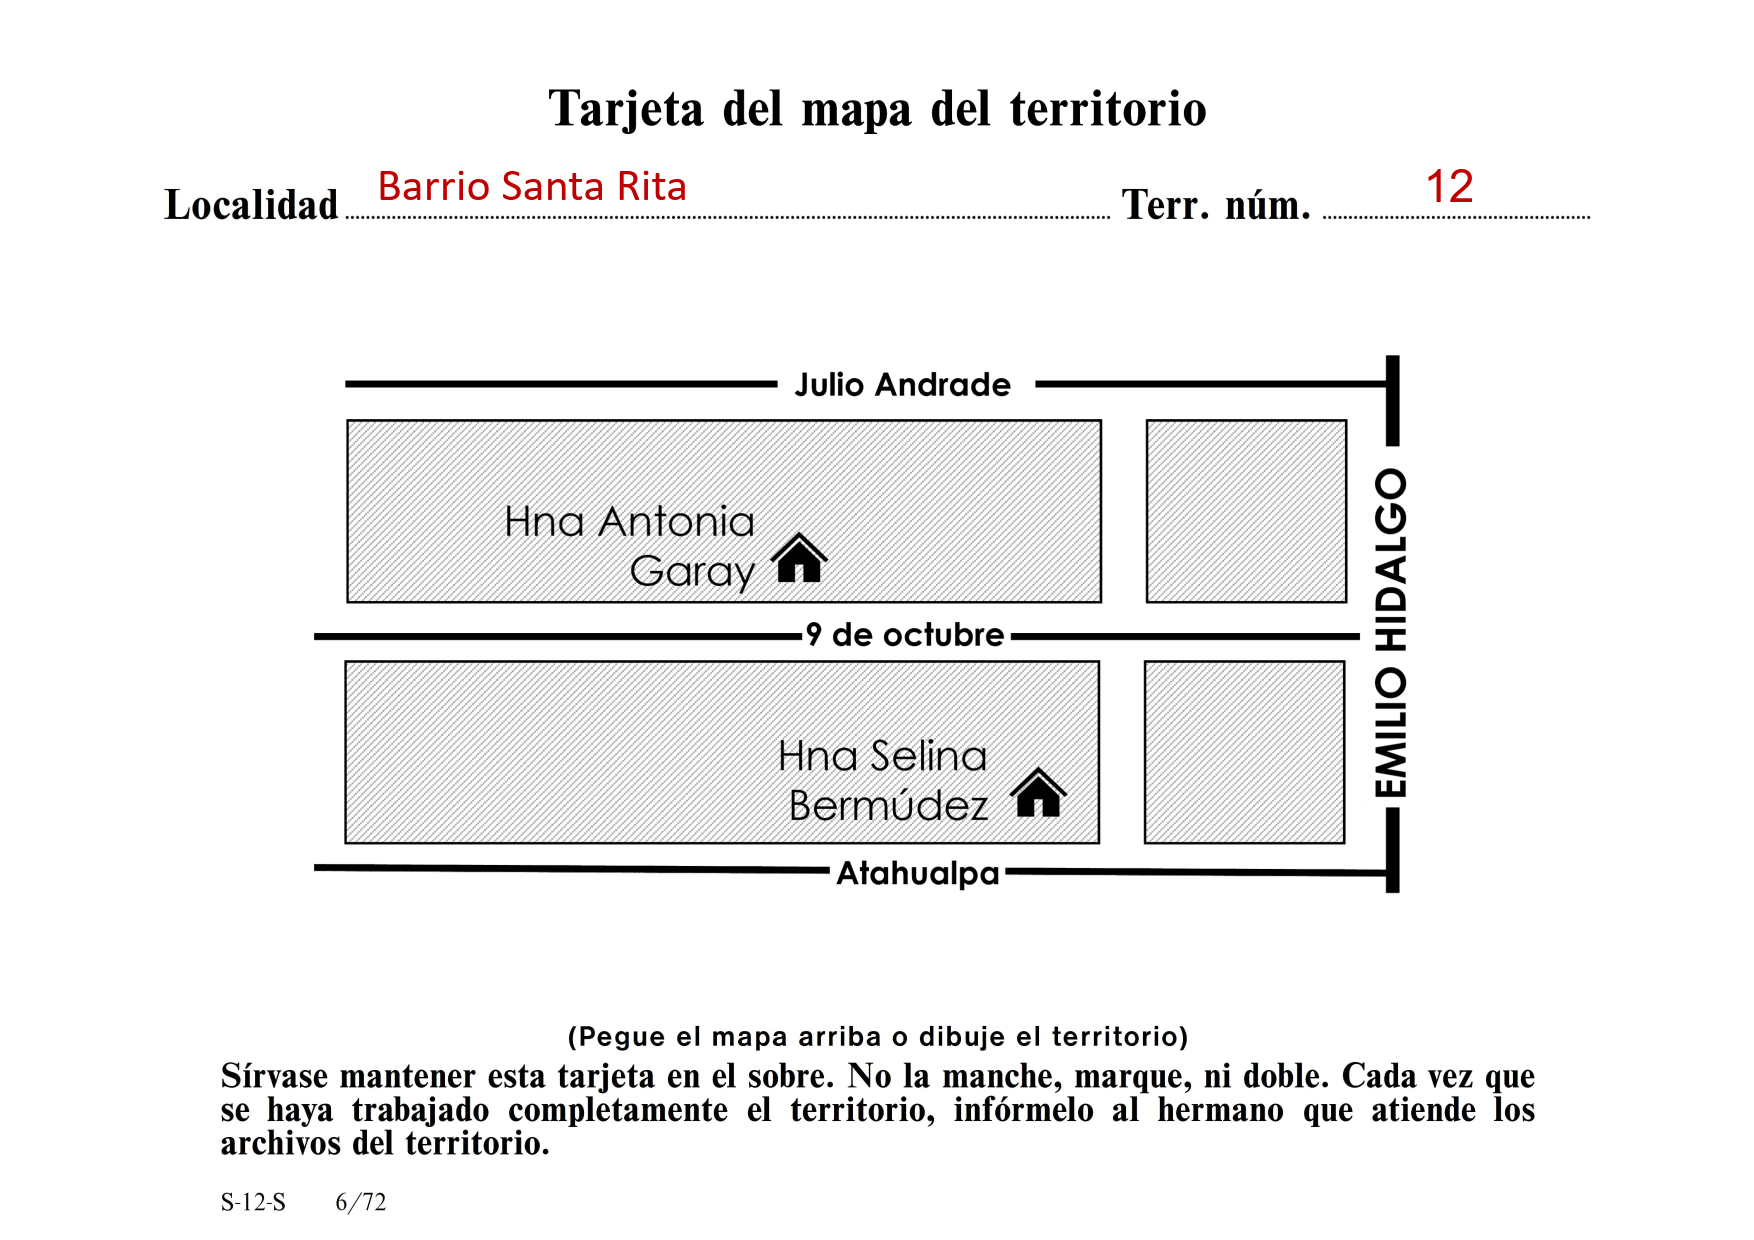 Tarjeta del mapa del territorio
Localidad Barrio Santa Rita Terr. núm. 12
Julio Andrade
Hna Antonia
Garay
EMILIO HIDALGO
9 de octubre
Hna Selina
Bermúdez
Atahualpa
(Pegue el mapa arriba o dibuje el territorio)
Sírvase mantener esta tarjeta en el sobre. No la manche, marque, ni doble. Cada vez que
se haya trabajado completamente el territorio, infórmelo al hermano que atiende los
archivos del territorio.
S-12-S 6/72